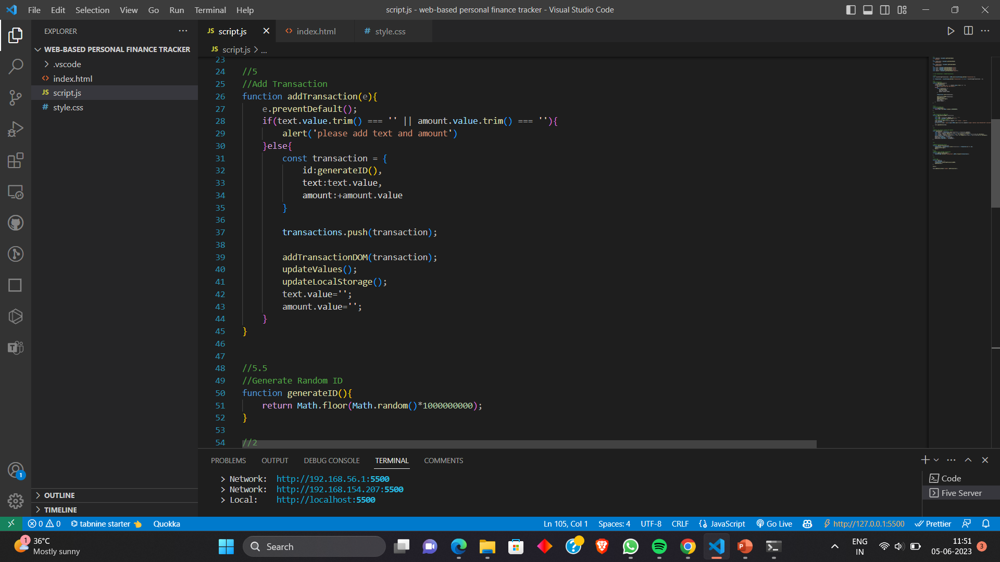 File Edit Selection View Go Run Terminal Help
script.js - web-based personal finance tracker - Visual Studio Code
EXPLORER
WEB-BASED PERSONAL FINANCE TRACKER
.vscode
<> index.html
JS script.js
# style.css
OUTLINE
TIMELINE
JS script.js
<> index.html
# style.css
JS script.js > ...
23
24 //5
25 //Add Transaction
26 function addTransaction(e){
27     e.preventDefault();
28     if(text.value.trim() === '' || amount.value.trim() === ''){
29         alert('please add text and amount')
30     }else{
31         const transaction = {
32             id:generateID(),
33             text:text.value,
34             amount:+amount.value
35         }
36
37         transactions.push(transaction);
38
39         addTransactionDOM(transaction);
40         updateValues();
41         updateLocalStorage();
42         text.value='';
43         amount.value='';
44     }
45 }
46
47
48 //5.5
49 //Generate Random ID
50 function generateID(){
51     return Math.floor(Math.random()*1000000000);
52 }
53
54 //2
PROBLEMS OUTPUT DEBUG CONSOLE TERMINAL COMMENTS
> Network: http://192.168.56.1:5500
> Network: http://192.168.154.207:5500
> Local: http://localhost:5500
Code
Five Server
1
0 0 tabnine starter Quokka
Ln 105, Col 1 Spaces: 4 UTF-8 CRLF {} JavaScript Go Live http://127.0.0.1:5500 Prettier
1
36°C
Mostly sunny
Search
ENG
IN
11:51
05-06-2023
3